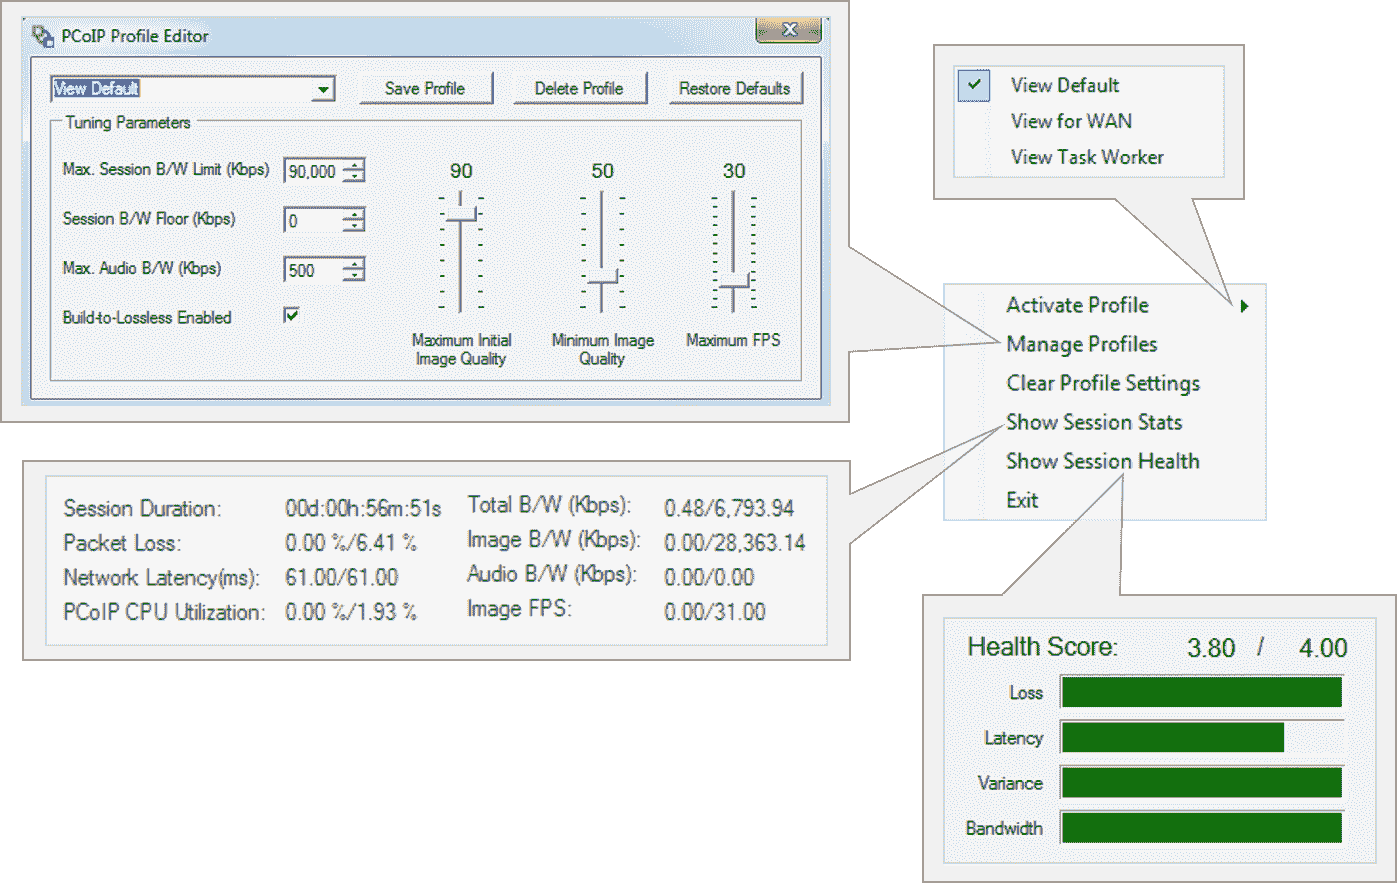 PCoIP Profile Editor
View Default
Save Profile
Delete Profile
Restore Defaults
Tuning Parameters
Max. Session B/W Limit (Kbps) 90,000
Session B/W Floor (Kbps) 0
Max. Audio B/W (Kbps) 500
Build-to-Lossless Enabled
90
50
30
Maximum Initial
Image Quality
Minimum Image
Quality
Maximum FPS
View Default
View for WAN
View Task Worker
Activate Profile
Manage Profiles
Clear Profile Settings
Show Session Stats
Show Session Health
Exit
Session Duration: 00d:00h:56m:51s
Packet Loss: 0.00 %/6.41 %
Network Latency(ms): 61.00/61.00
PCoIP CPU Utilization: 0.00 %/1.93 %
Total B/W (Kbps): 0.48/6,793.94
Image B/W (Kbps): 0.00/28,363.14
Audio B/W (Kbps): 0.00/0.00
Image FPS: 0.00/31.00
Health Score: 3.80 / 4.00
Loss
Latency
Variance
Bandwidth